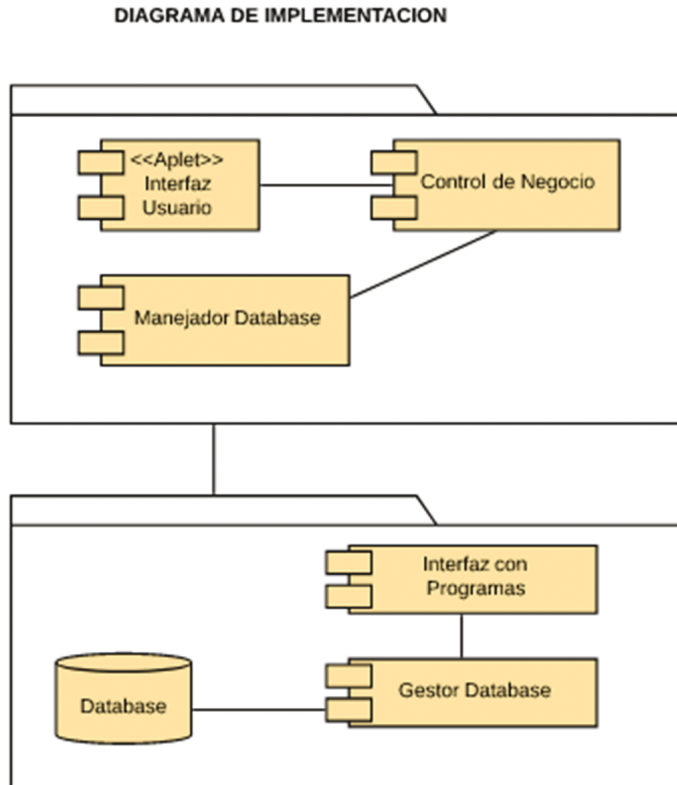 DIAGRAMA DE IMPLEMENTACION
<<Aplet>>
Interfaz
Usuario
Control de Negocio
Manejador Database
Interfaz con
Programas
Gestor Database
Database